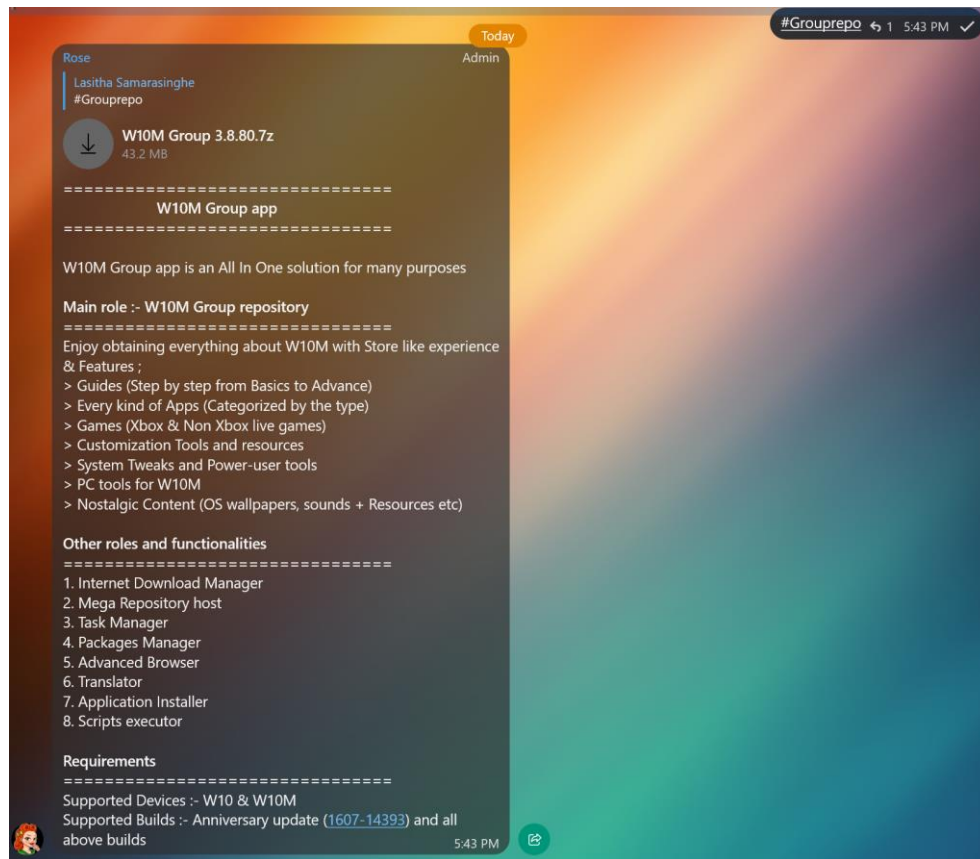 #Grouprepo 1 5:43 PM
Today
Rose Admin
Lasitha Samarasinghe
#Grouprepo
W10M Group 3.8.80.7z
43.2 MB
=================================
W10M Group app
=================================
W10M Group app is an All In One solution for many purposes
Main role :- W10M Group repository
=================================
Enjoy obtaining everything about W10M with Store like experience
& Features ;
> Guides (Step by step from Basics to Advance)
> Every kind of Apps (Categorized by the type)
> Games (Xbox & Non Xbox live games)
> Customization Tools and resources
> System Tweaks and Power-user tools
> PC tools for W10M
> Nostalgic Content (OS wallpapers, sounds + Resources etc)
Other roles and functionalities
=================================
1. Internet Download Manager
2. Mega Repository host
3. Task Manager
4. Packages Manager
5. Advanced Browser
6. Translator
7. Application Installer
8. Scripts executor
Requirements
=================================
Supported Devices :- W10 & W10M
Supported Builds :- Anniversary update (1607-14393) and all
above builds 5:43 PM